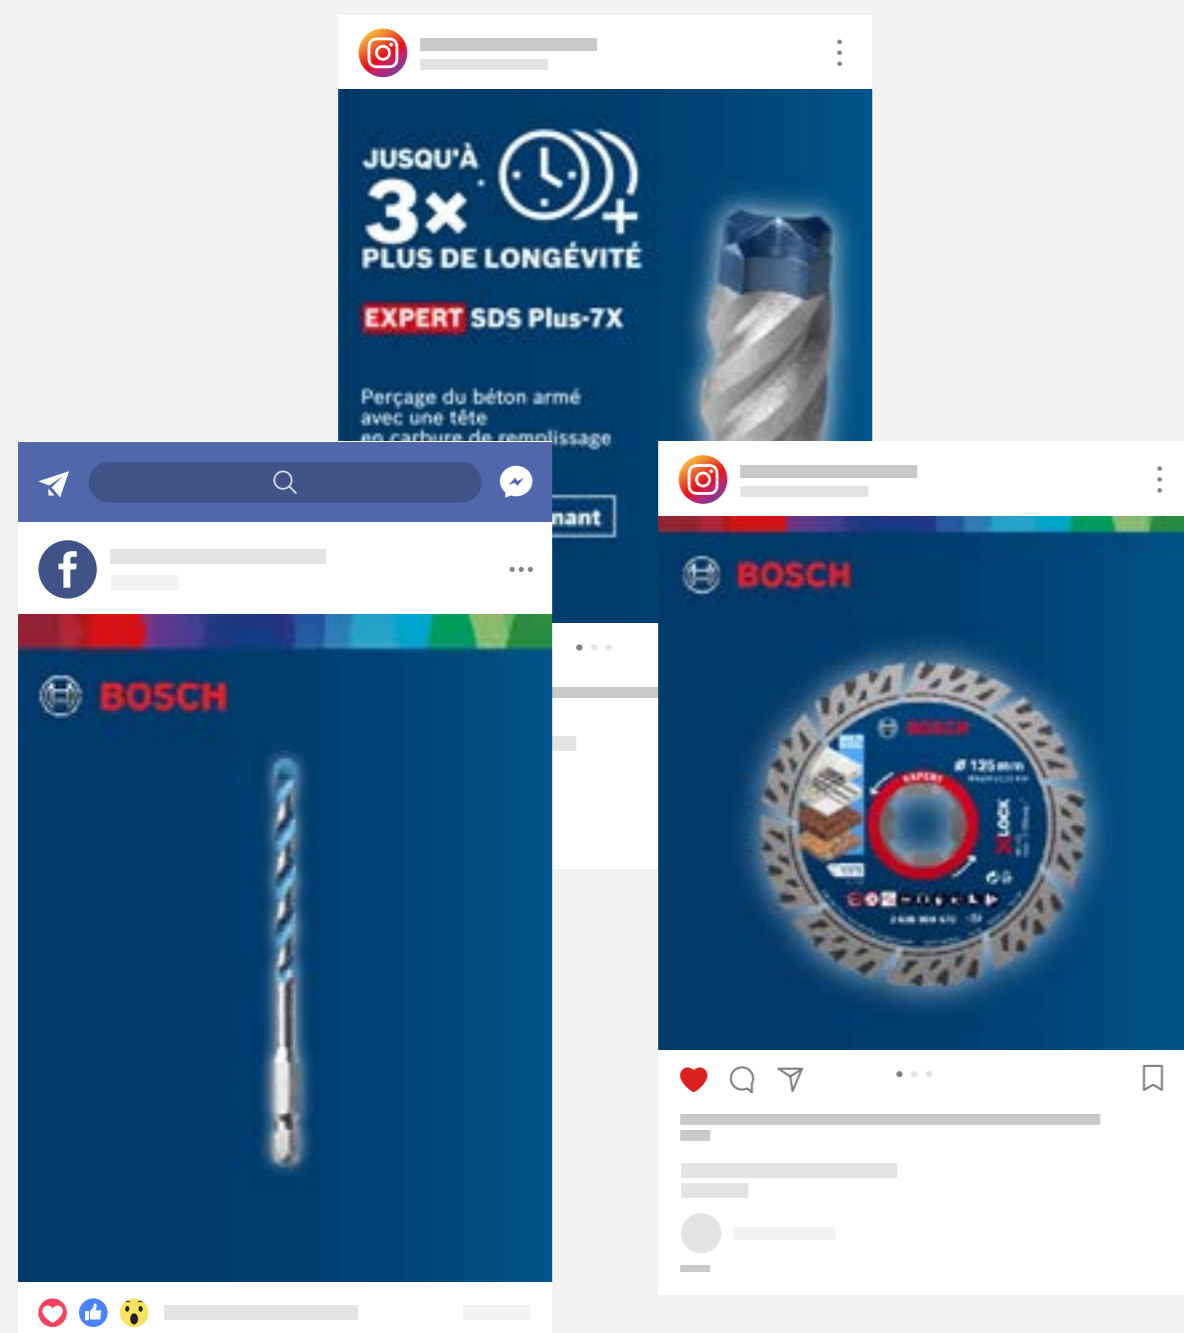 JUSQU'À
3x
PLUS DE LONGÉVITÉ
EXPERT SDS Plus-7X
Perçage du béton armé
avec une tête
en carbure de remplissage
nant
BOSCH
BOSCH
BOSCH
Ø 125 mm
EXPERT
X LOCK